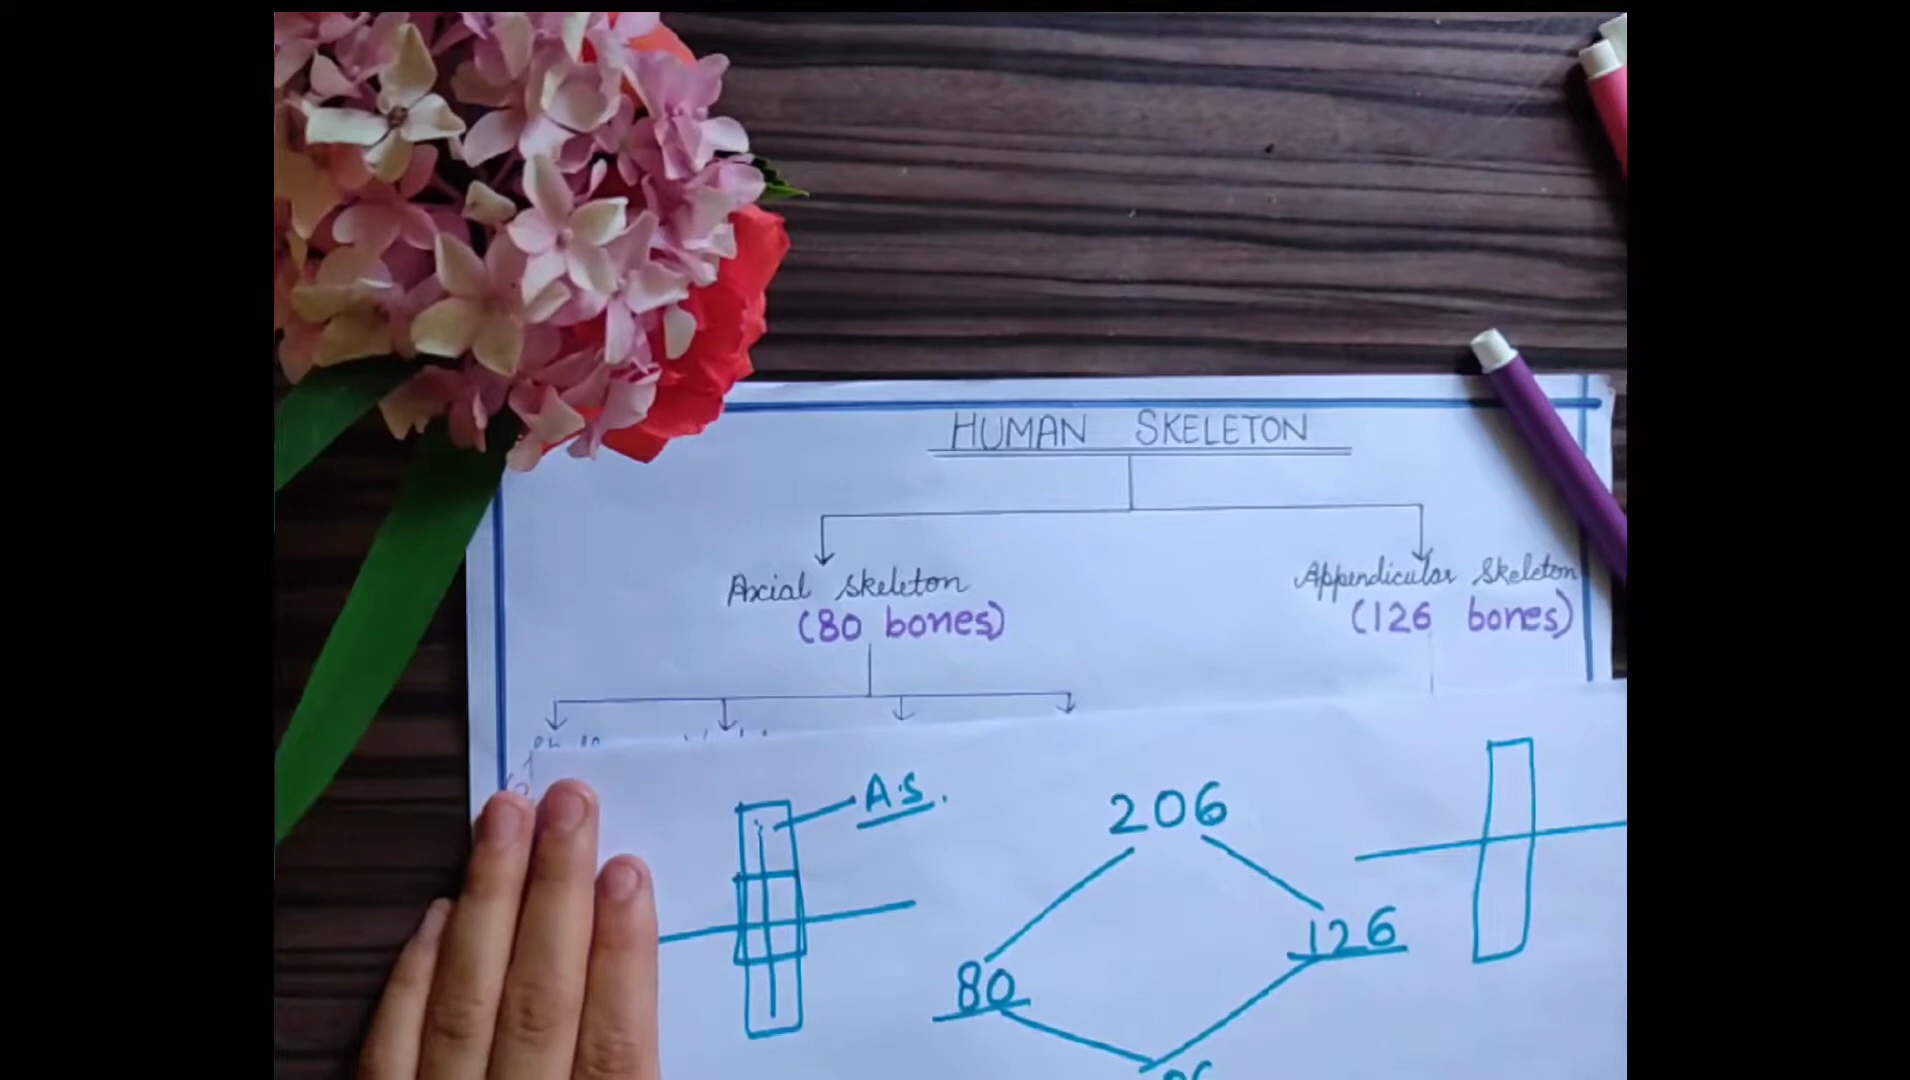 HUMAN SKELETON
Axial Skeleton
(80 bones)
Appendicular Skeleton
(126 bones)
A.S.
206
80
126